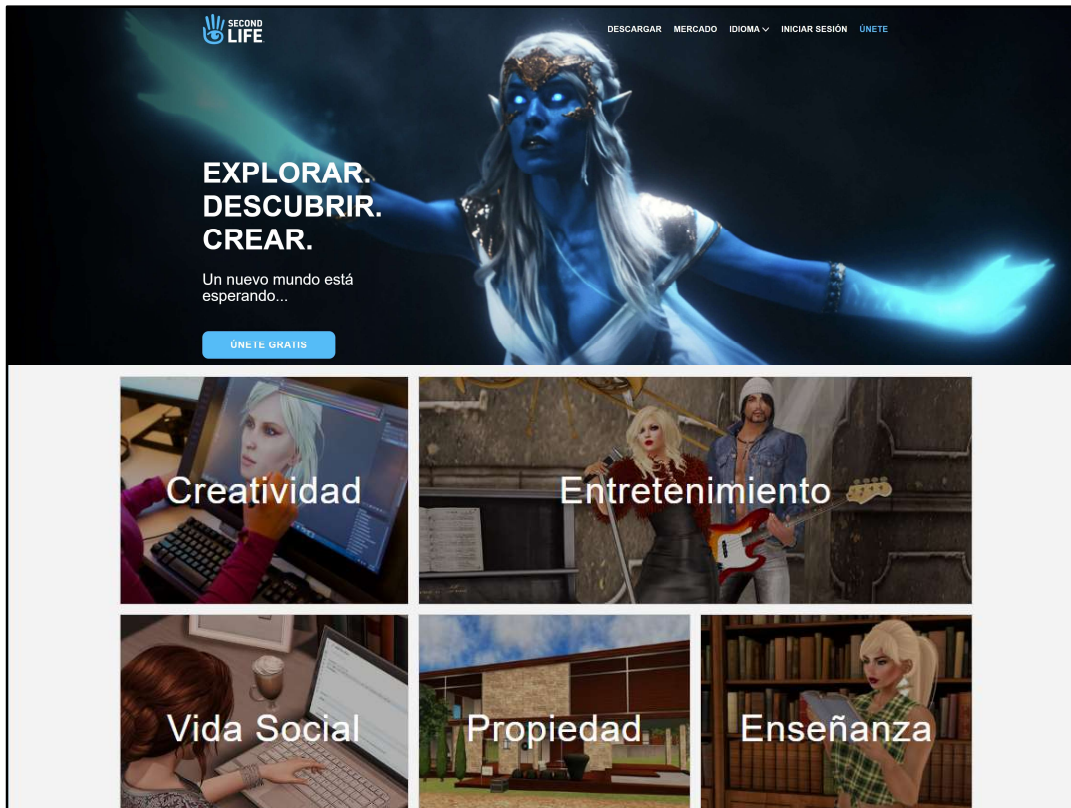 SECOND
LIFE
DESCARGAR MERCADO IDIOMA INICIAR SESIÓN ÚNETE
EXPLORAR.
DESCUBRIR.
CREAR.
Un nuevo mundo está
esperando...
ÚNETE GRATIS
Creatividad
Entretenimiento
Vida Social
Propiedad
Enseñanza